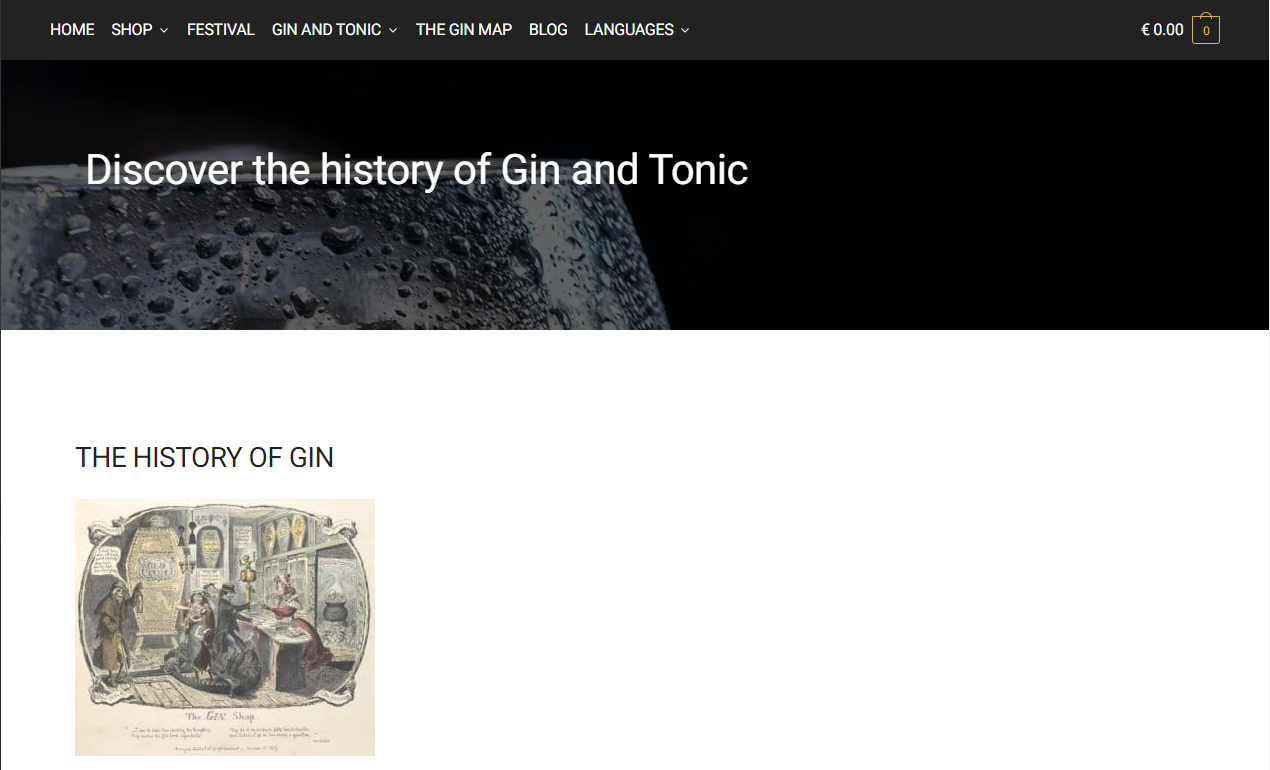 HOME SHOP FESTIVAL GIN AND TONIC THE GIN MAP BLOG LANGUAGES € 0.00 0
Discover the history of Gin and Tonic
THE HISTORY OF GIN
The GIN Shop.